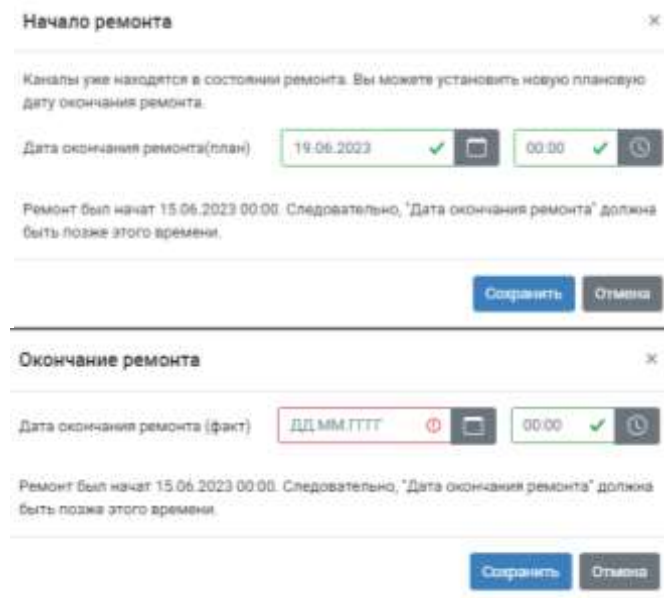 Начало ремонта
Каналы уже находятся в состоянии ремонта. Вы можете установить новую плановую
дату окончания ремонта.
Дата окончания ремонта(план) 19.06.2023 00:00
Ремонт был начат 15.06.2023 00:00. Следовательно, "Дата окончания ремонта" должна
быть позже этого времени.
Сохранить Отмена
Окончание ремонта
Дата окончания ремонта (факт) ДД.ММ.ГГГГ 00:00
Ремонт был начат 15.06.2023 00:00. Следовательно, "Дата окончания ремонта" должна
быть позже этого времени.
Сохранить Отмена